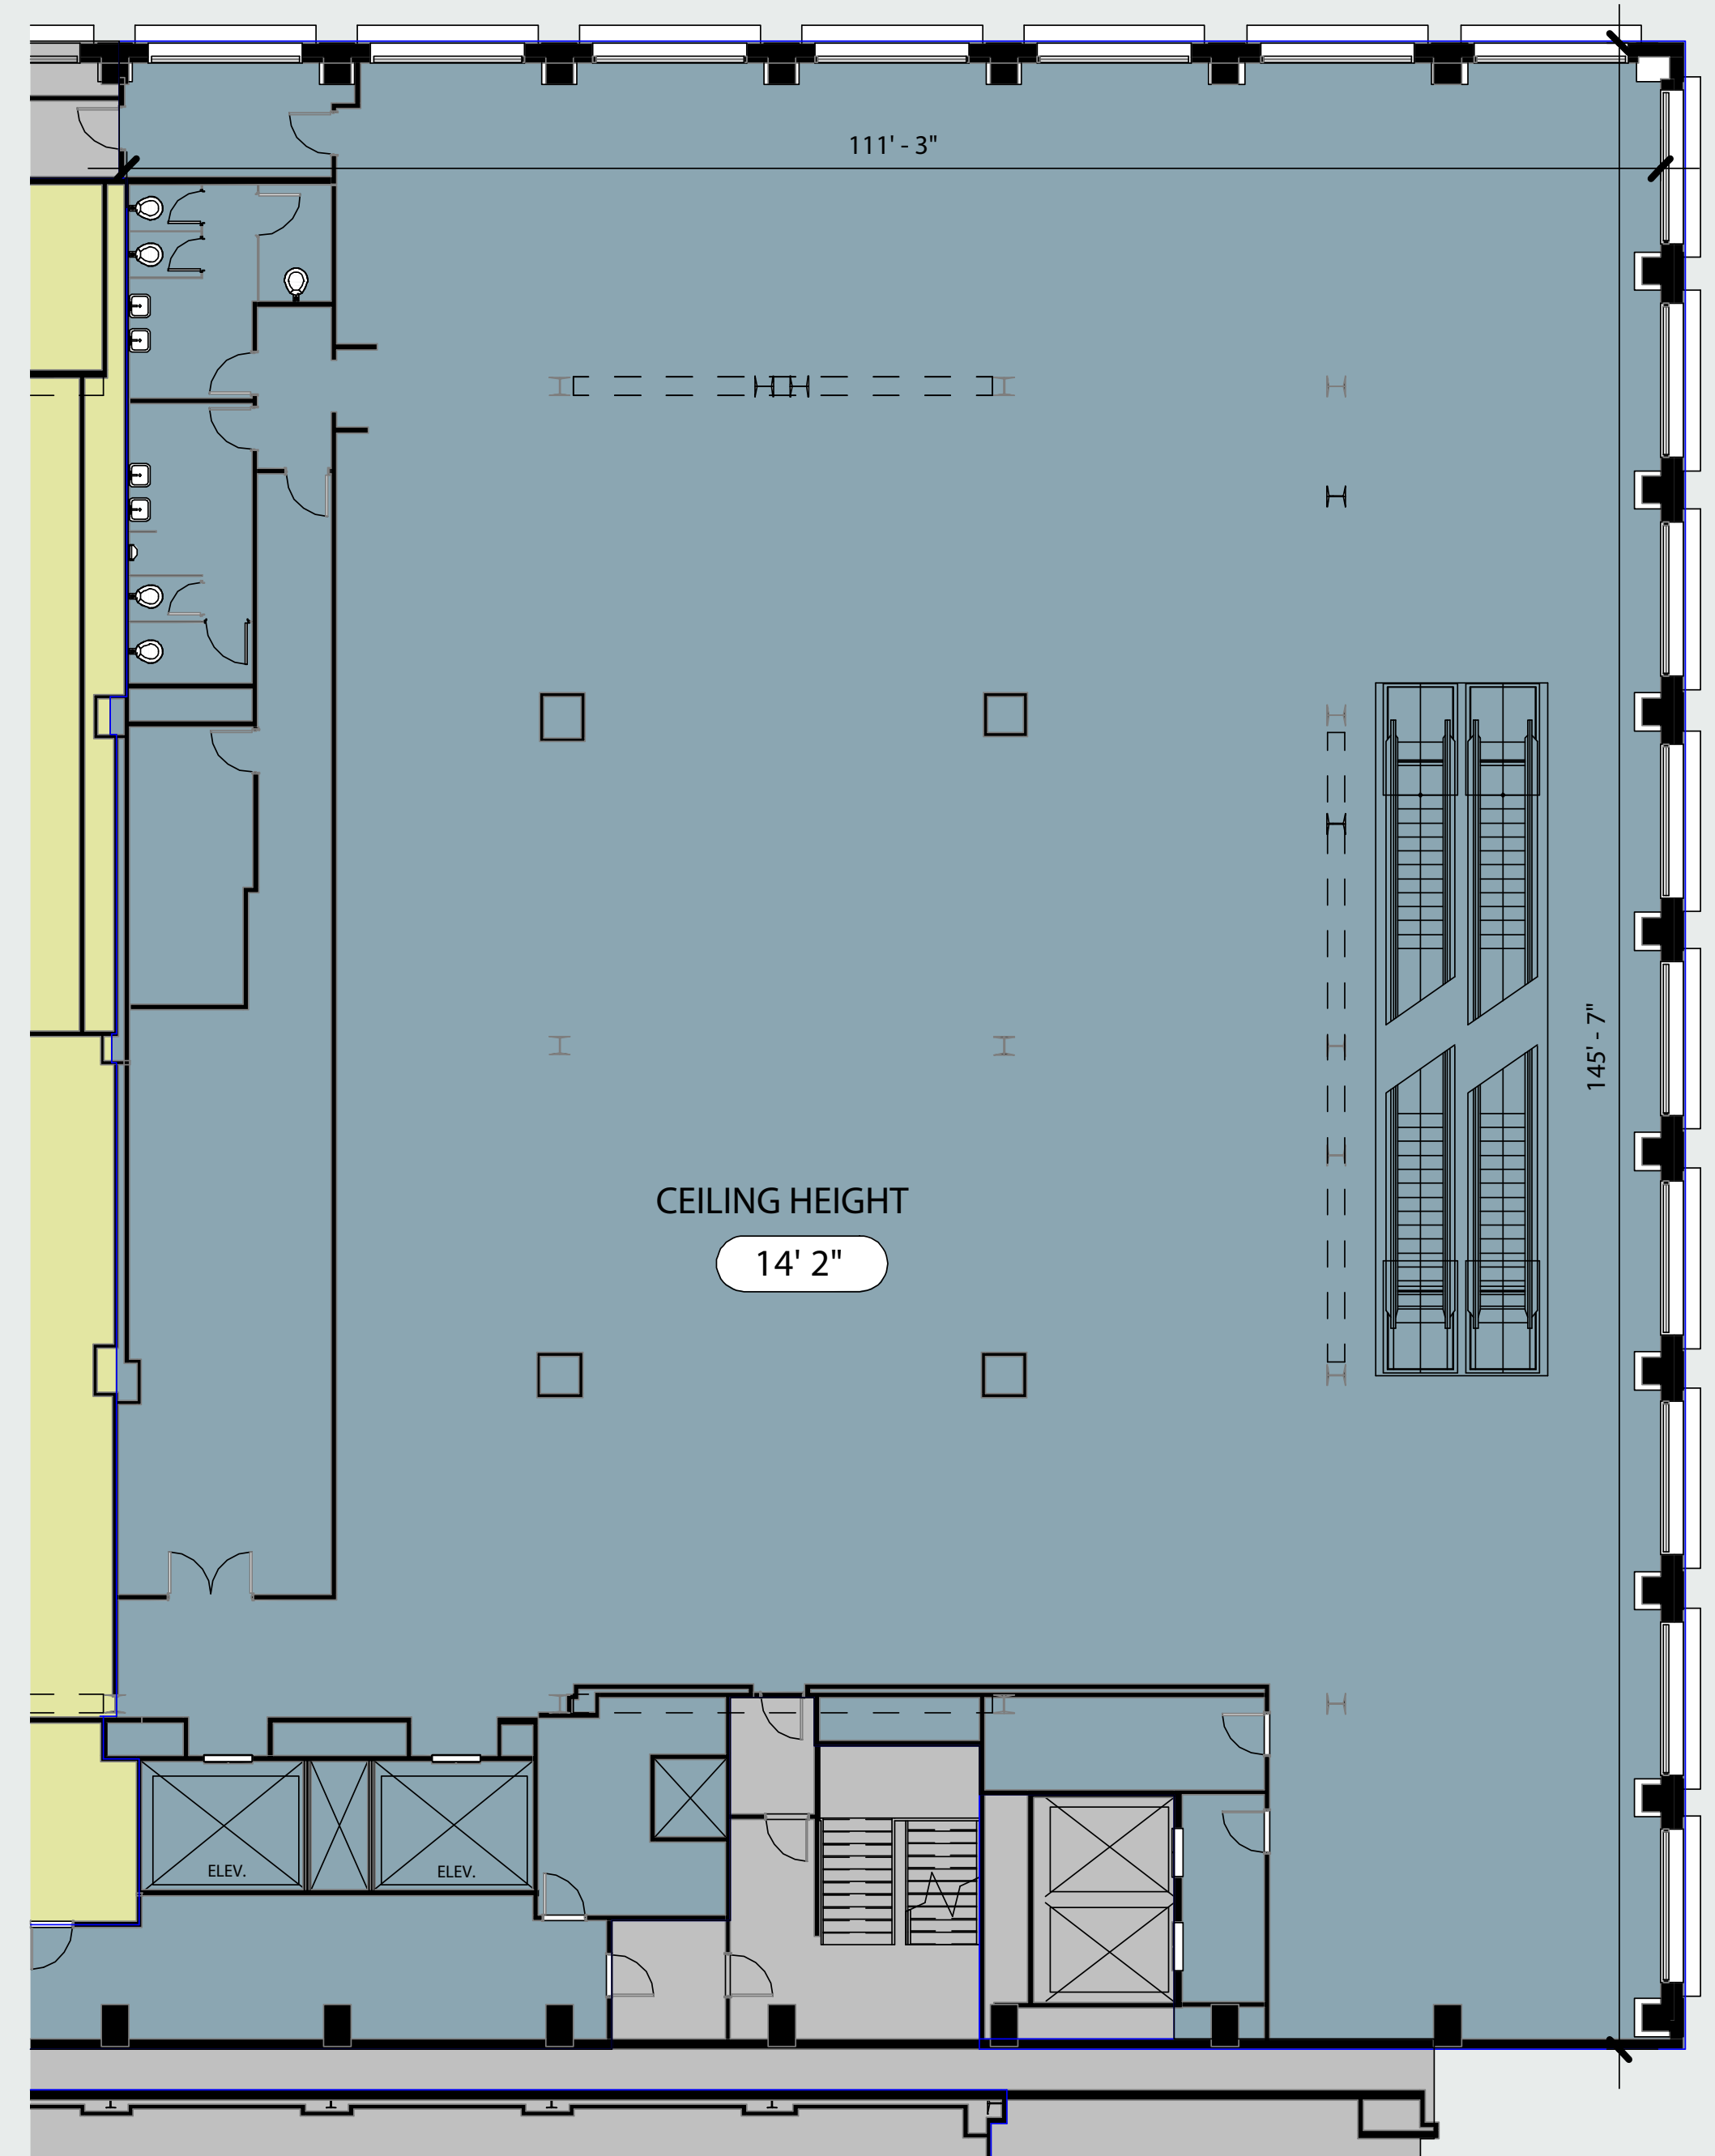 111' - 3"
145' - 7"
CEILING HEIGHT
14' 2"
ELEV.
ELEV.